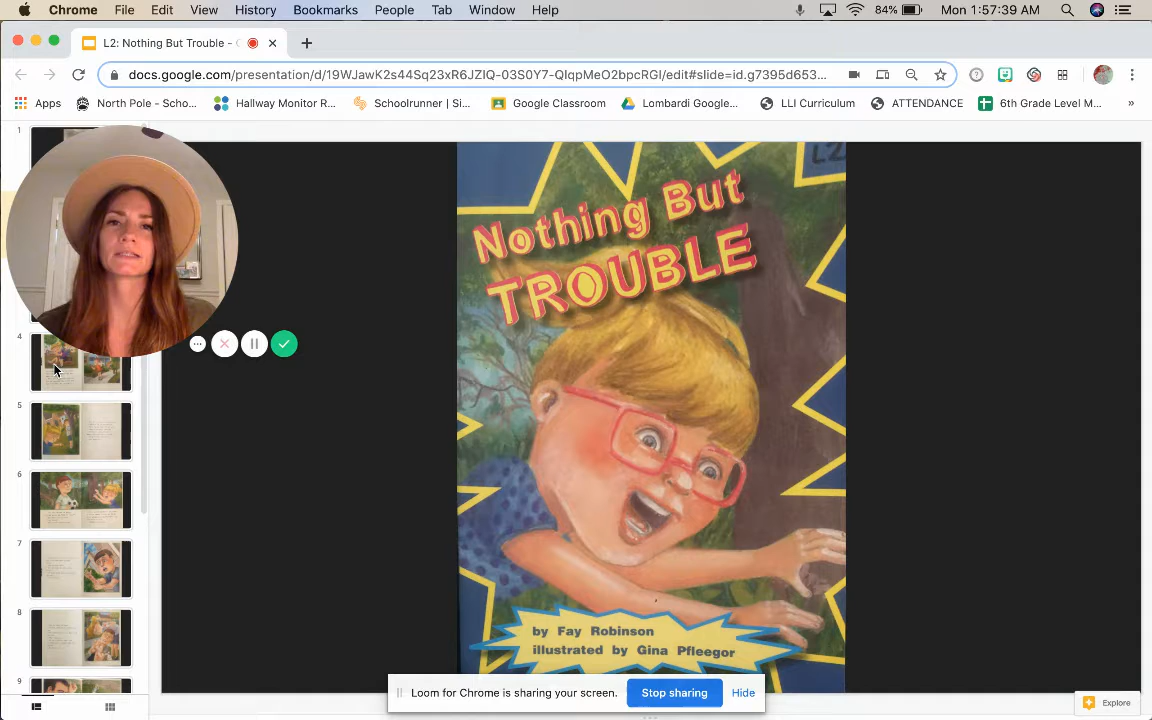 Chrome File Edit View History Bookmarks People Tab Window Help 84% Mon 1:57:39 AM
L2: Nothing But Trouble -
docs.google.com/presentation/d/19WJawK2s44Sq23xR6JZIQ-03S0Y7-QIqpMeO2bpcRGI/edit#slide=id.g7395d653...
Apps North Pole - Scho... Hallway Monitor R... Schoolrunner | Si... Google Classroom Lombardi Google... LLI Curriculum ATTENDANCE 6th Grade Level M... »
1
4
5
6
7
8
9
L2
Nothing But
TROUBLE
by Fay Robinson
illustrated by Gina Pfleegor
Loom for Chrome is sharing your screen. Stop sharing Hide
Explore